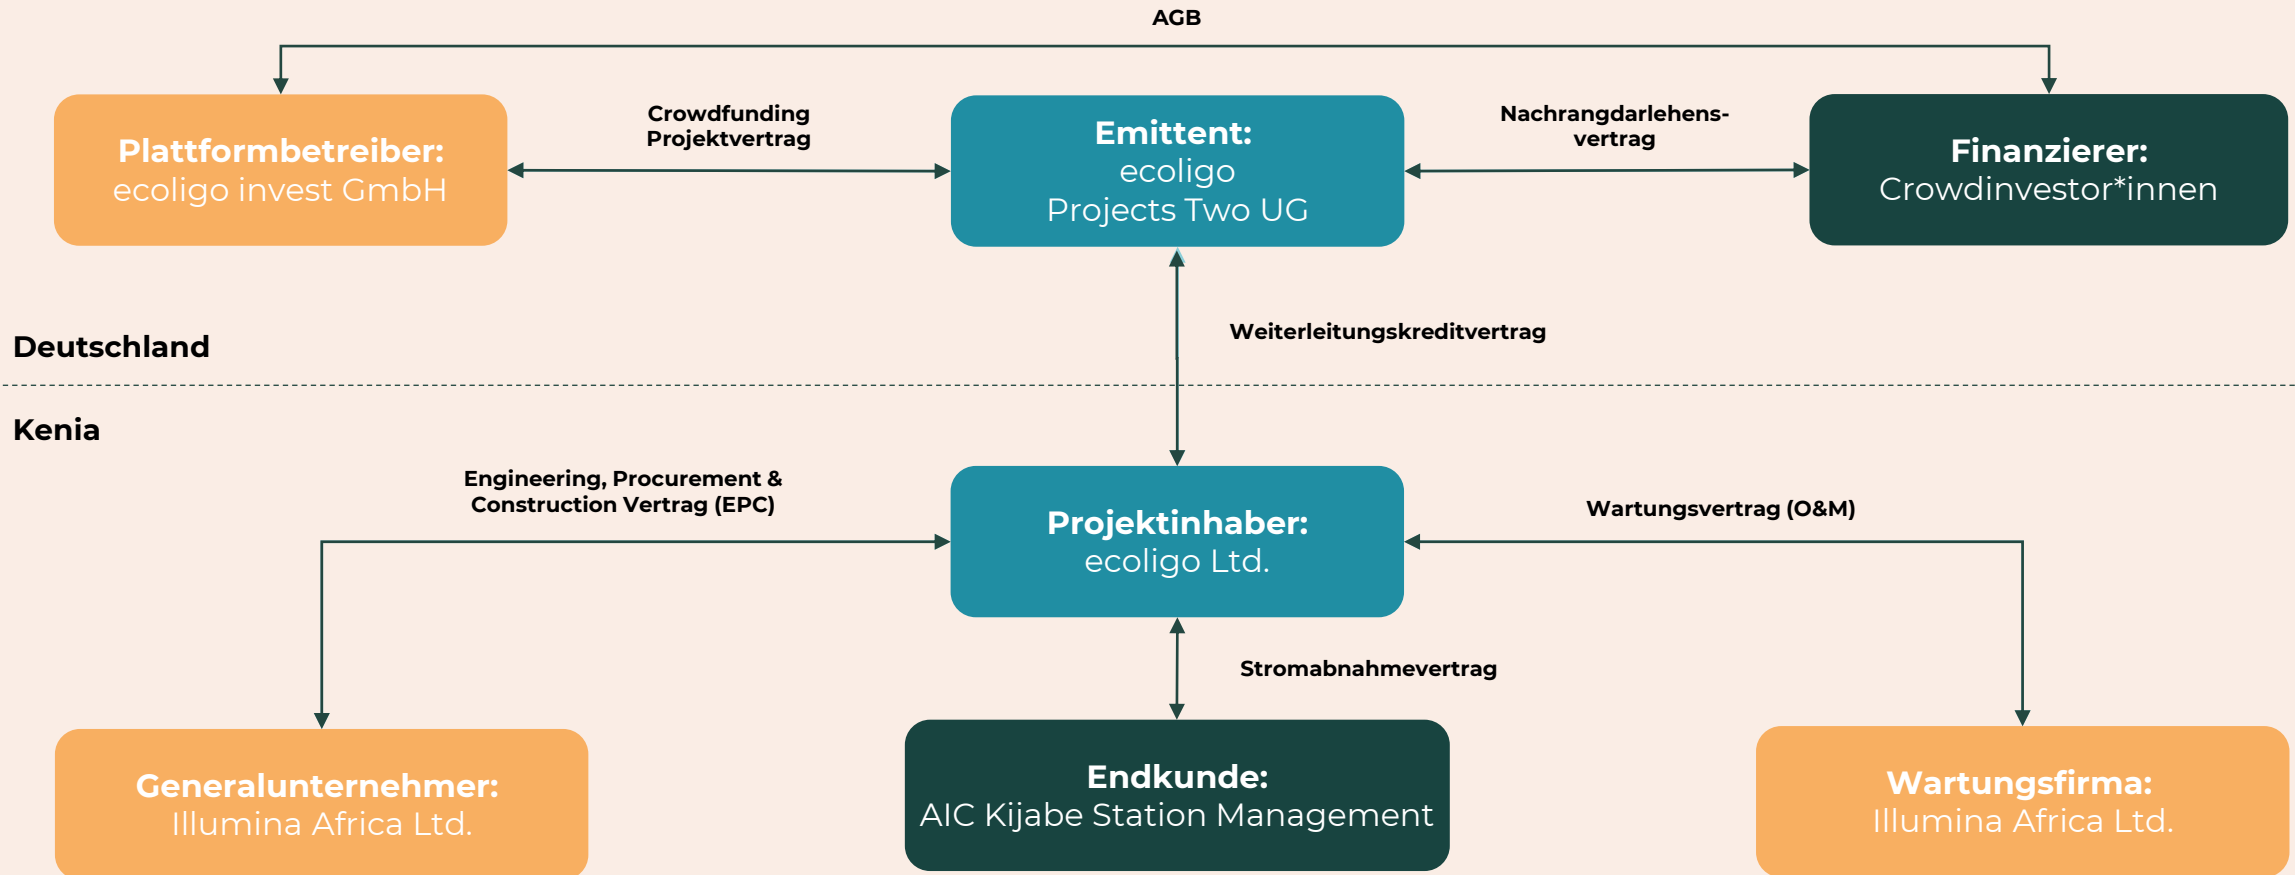 AGB
Plattformbetreiber:
ecoligo invest GmbH
Crowdfunding
Projektvertrag
Emittent:
ecoligo
Projects Two UG
Nachrangdarlehens-
vertrag
Finanzierer:
Crowdinvestor*innen
Weiterleitungskreditvertrag
Deutschland
Kenia
Engineering, Procurement &
Construction Vertrag (EPC)
Projektinhaber:
ecoligo Ltd.
Wartungsvertrag (O&M)
Stromabnahmevertrag
Generalunternehmer:
Illumina Africa Ltd.
Endkunde:
AIC Kijabe Station Management
Wartungsfirma:
Illumina Africa Ltd.